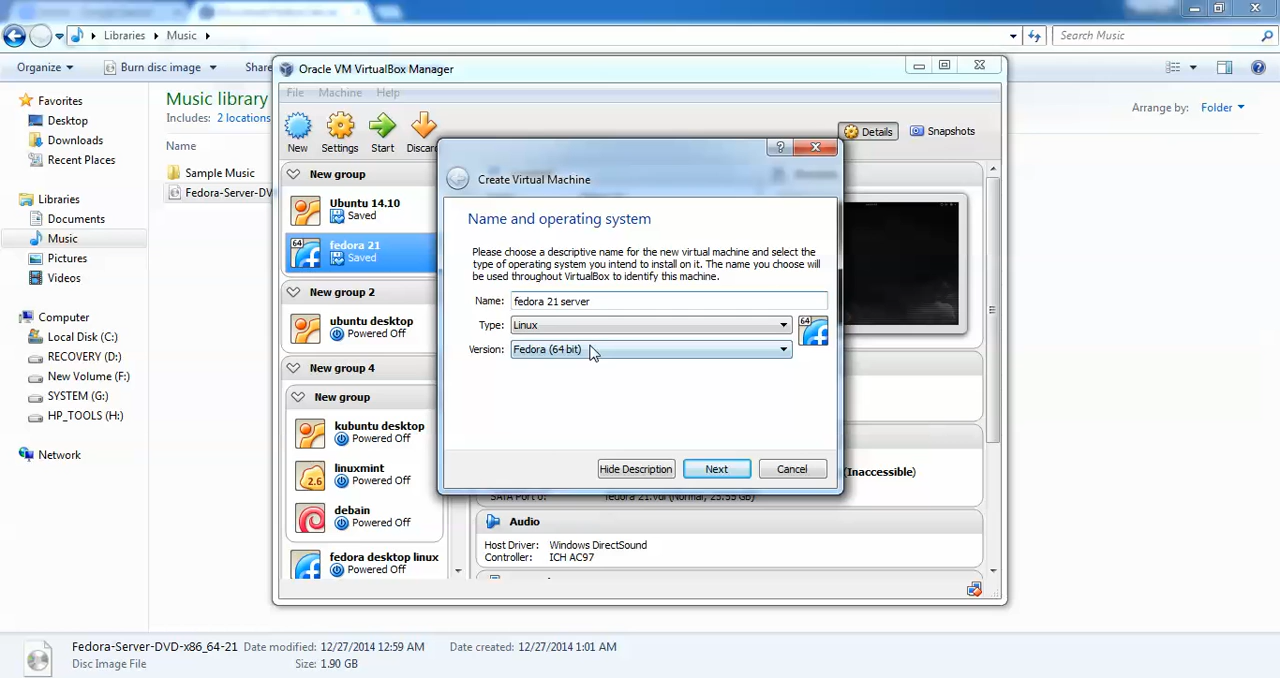 Libraries
Music
Search Music
Organize
Burn disc image
Share
Favorites
Desktop
Downloads
Recent Places
Libraries
Documents
Music
Pictures
Videos
Computer
Local Disk (C:)
RECOVERY (D:)
New Volume (F:)
SYSTEM (G:)
HP_TOOLS (H:)
Network
Music library
Includes: 2 locations
Arrange by: Folder
Name
Sample Music
Fedora-Server-DV
Oracle VM VirtualBox Manager
File Machine Help
New Settings Start Discar
Details Snapshots
New group
Ubuntu 14.10
Saved
64
fedora 21
Saved
New group 2
ubuntu desktop
Powered Off
New group 4
New group
kubuntu desktop
Powered Off
2.6
linuxmint
Powered Off
debain
Powered Off
fedora desktop linux
Powered Off
Create Virtual Machine
Name and operating system
Please choose a descriptive name for the new virtual machine and select the
type of operating system you intend to install on it. The name you choose will
be used throughout VirtualBox to identify this machine.
Name: fedora 21 server
Type: Linux
64
Version: Fedora (64 bit)
Hide Description Next Cancel
(Inaccessible)
SATA Port 0:
Audio
Host Driver: Windows DirectSound
Controller: ICH AC97
Fedora-Server-DVD-x86_64-21 Date modified: 12/27/2014 12:59 AM Date created: 12/27/2014 1:01 AM
Disc Image File Size: 1.90 GB